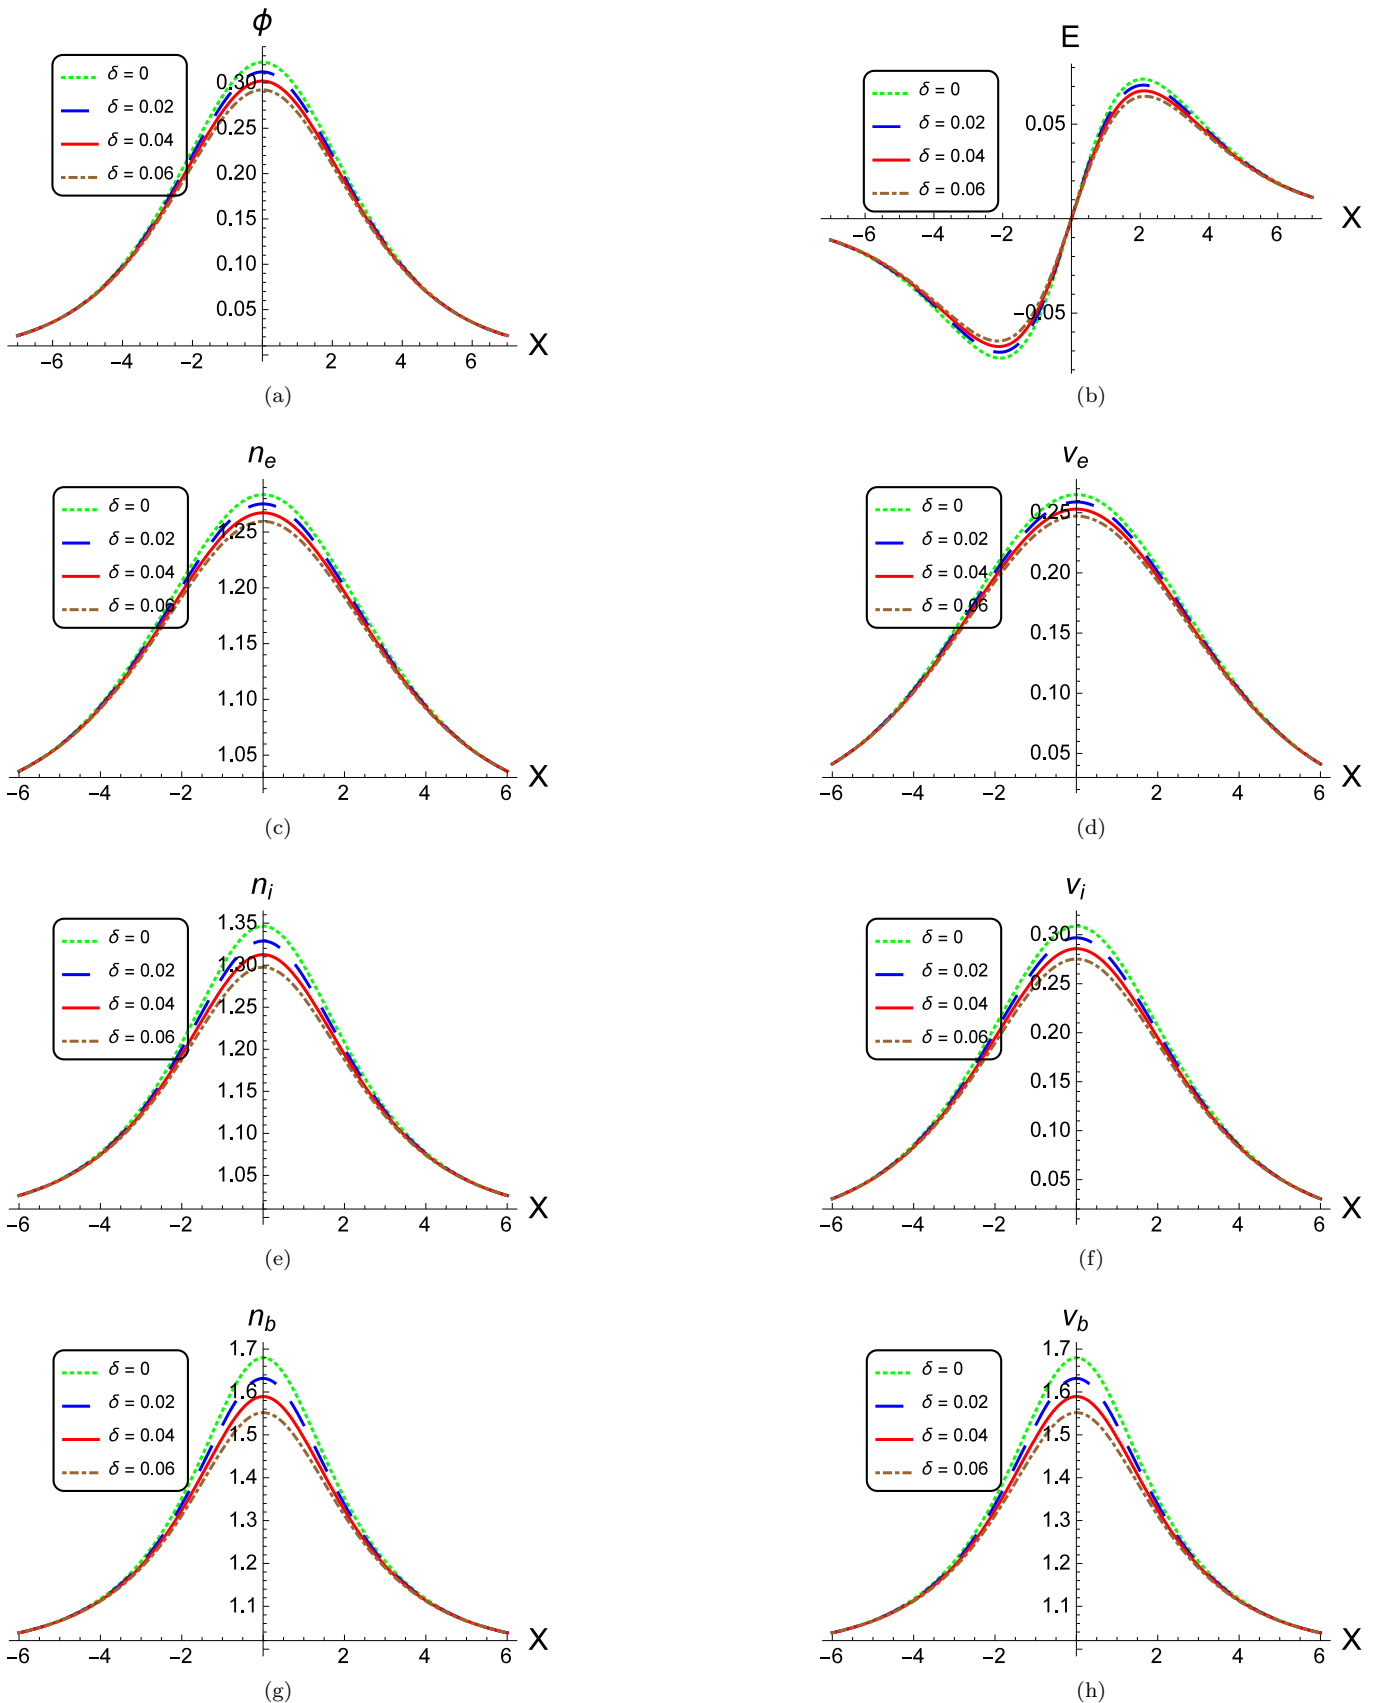 ϕ
δ = 0
δ = 0.02
δ = 0.04
δ = 0.06
0.30
0.25
0.20
0.15
0.10
0.05
−6 −4 −2 2 4 6 X
(a)
E
δ = 0
δ = 0.02
δ = 0.04
δ = 0.06
0.05
−6 −4 −2 2 4 6 X
−0.05
(b)
n_e
δ = 0
δ = 0.02
δ = 0.04
δ = 0.06
1.25
1.20
1.15
1.10
1.05
−6 −4 −2 2 4 6 X
(c)
v_e
δ = 0
δ = 0.02
δ = 0.04
δ = 0.06
0.25
0.20
0.15
0.10
0.05
−6 −4 −2 2 4 6 X
(d)
n_i
δ = 0
δ = 0.02
δ = 0.04
δ = 0.06
1.35
1.30
1.25
1.20
1.15
1.10
1.05
−6 −4 −2 2 4 6 X
(e)
v_i
δ = 0
δ = 0.02
δ = 0.04
δ = 0.06
0.30
0.25
0.20
0.15
0.10
0.05
−6 −4 −2 2 4 6 X
(f)
n_b
δ = 0
δ = 0.02
δ = 0.04
δ = 0.06
1.7
1.6
1.5
1.4
1.3
1.2
1.1
−6 −4 −2 2 4 6 X
(g)
v_b
δ = 0
δ = 0.02
δ = 0.04
δ = 0.06
1.7
1.6
1.5
1.4
1.3
1.2
1.1
−6 −4 −2 2 4 6 X
(h)